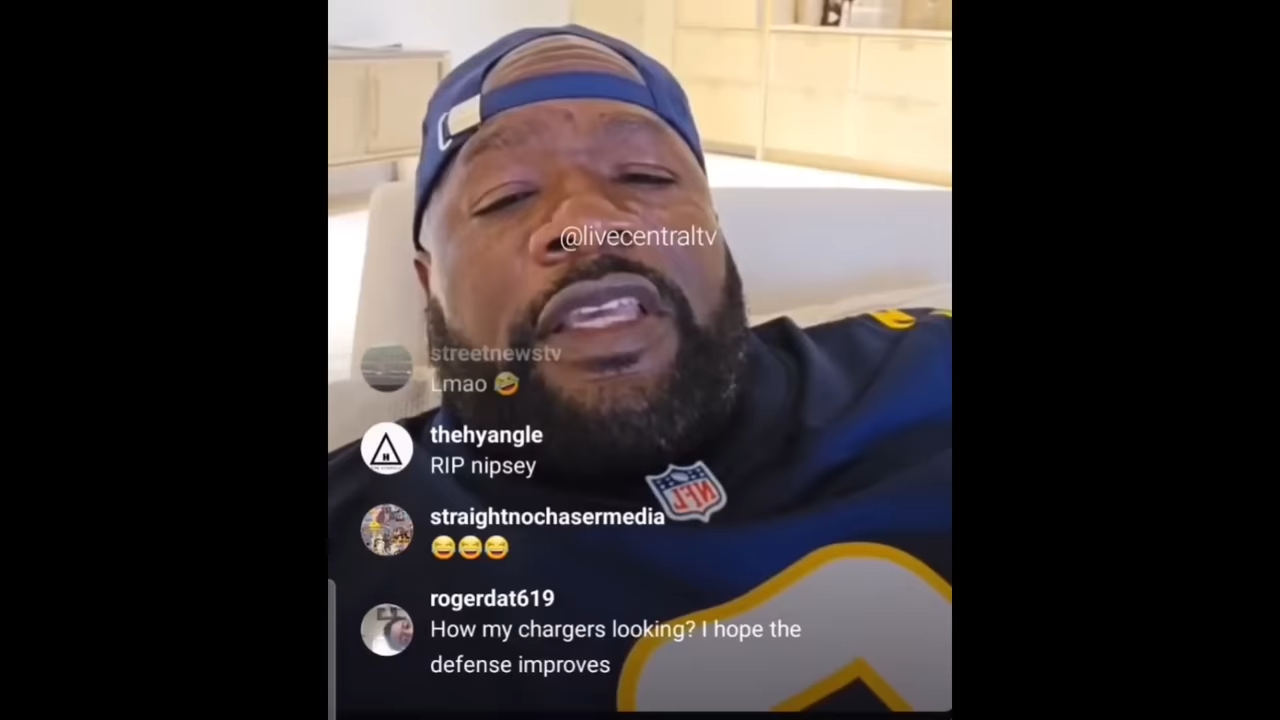 @livecentraltv
streetnewstv
Lmao 😂
thehyangle
RIP nipsey
NFL
straightnochasermedia
😂😂😂
rogerdat619
How my chargers looking? I hope the
defense improves